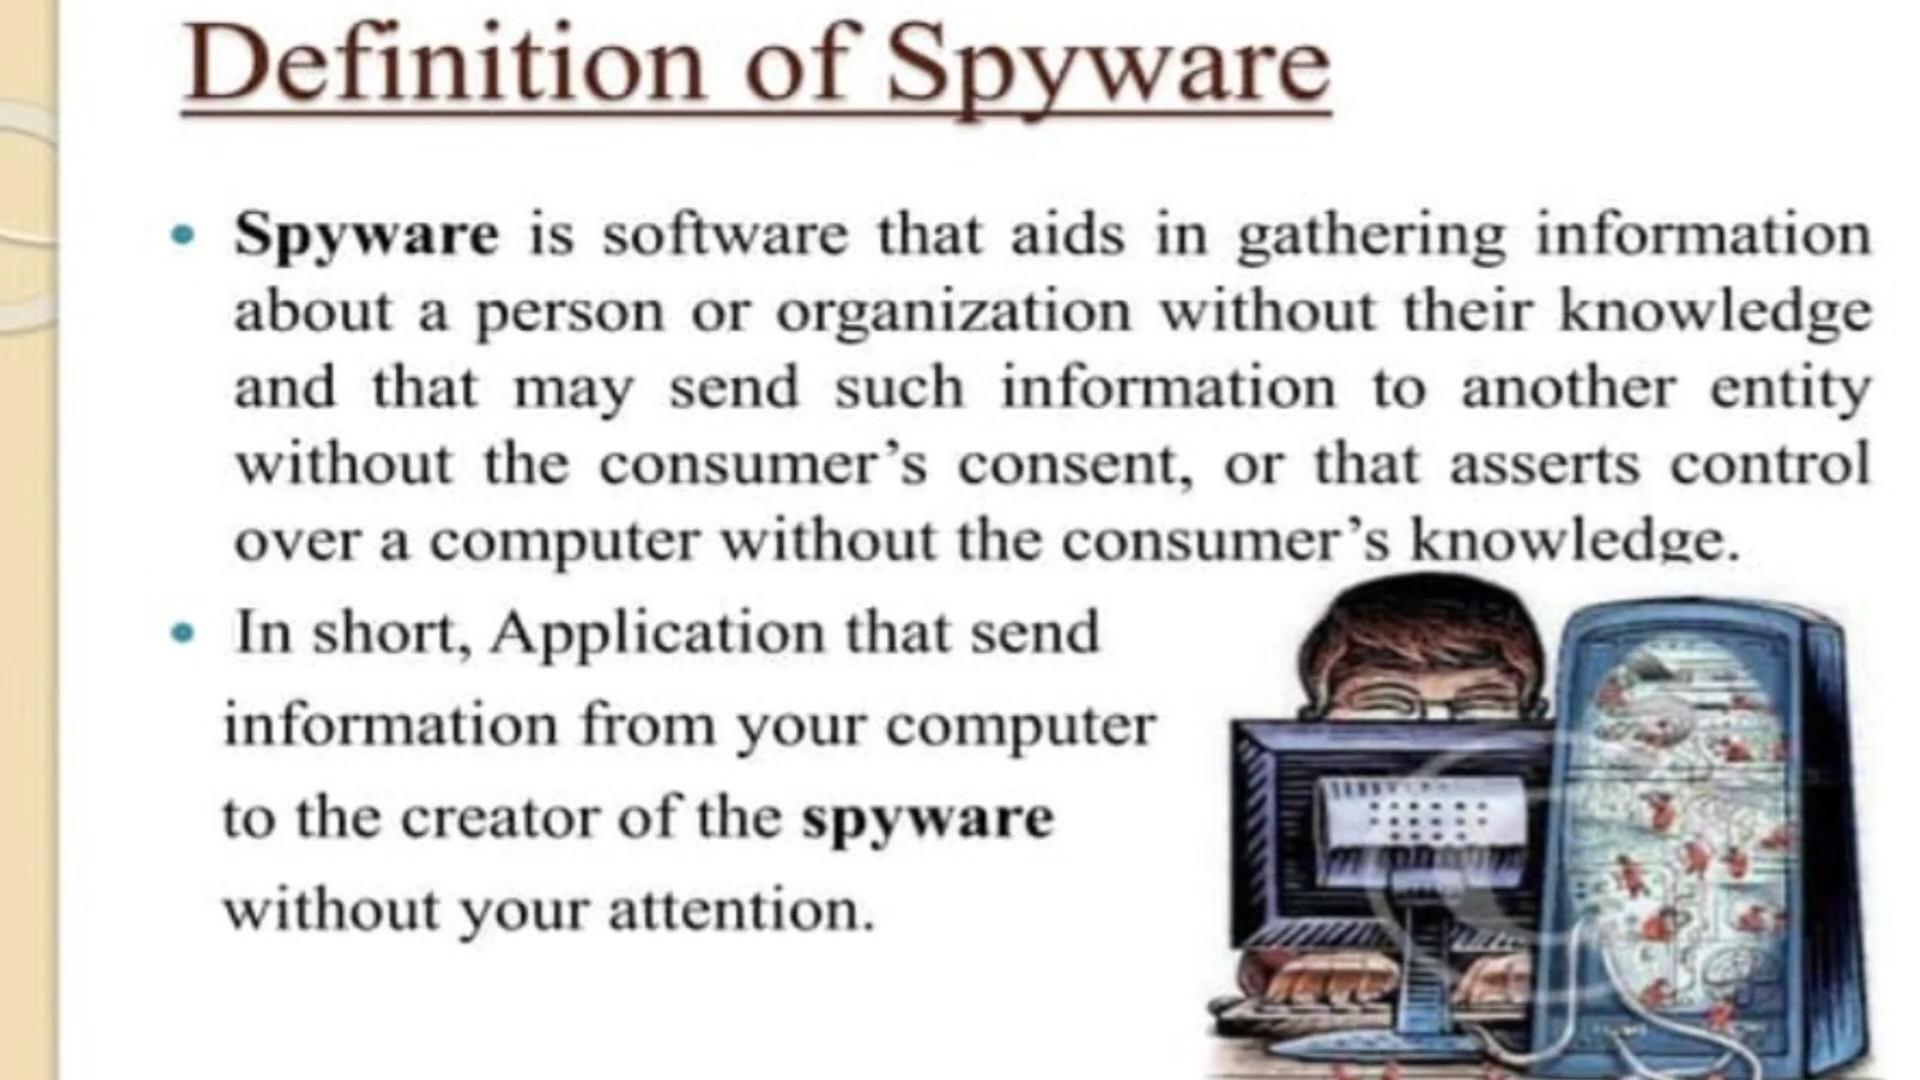 Definition of Spyware
• Spyware is software that aids in gathering information
about a person or organization without their knowledge
and that may send such information to another entity
without the consumer’s consent, or that asserts control
over a computer without the consumer’s knowledge.
• In short, Application that send
information from your computer
to the creator of the spyware
without your attention.